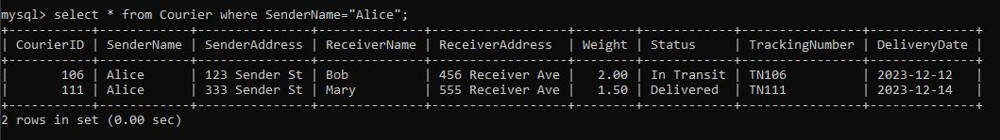 mysql> select * from Courier where SenderName="Alice";
+-----------+------------+---------------+--------------+------------------+--------+------------+----------------+--------------+
| CourierID | SenderName | SenderAddress | ReceiverName | ReceiverAddress  | Weight | Status     | TrackingNumber | DeliveryDate |
+-----------+------------+---------------+--------------+------------------+--------+------------+----------------+--------------+
|       106 | Alice      | 123 Sender St | Bob          | 456 Receiver Ave |   2.00 | In Transit | TN106          | 2023-12-12   |
|       111 | Alice      | 333 Sender St | Mary         | 555 Receiver Ave |   1.50 | Delivered  | TN111          | 2023-12-14   |
+-----------+------------+---------------+--------------+------------------+--------+------------+----------------+--------------+
2 rows in set (0.00 sec)